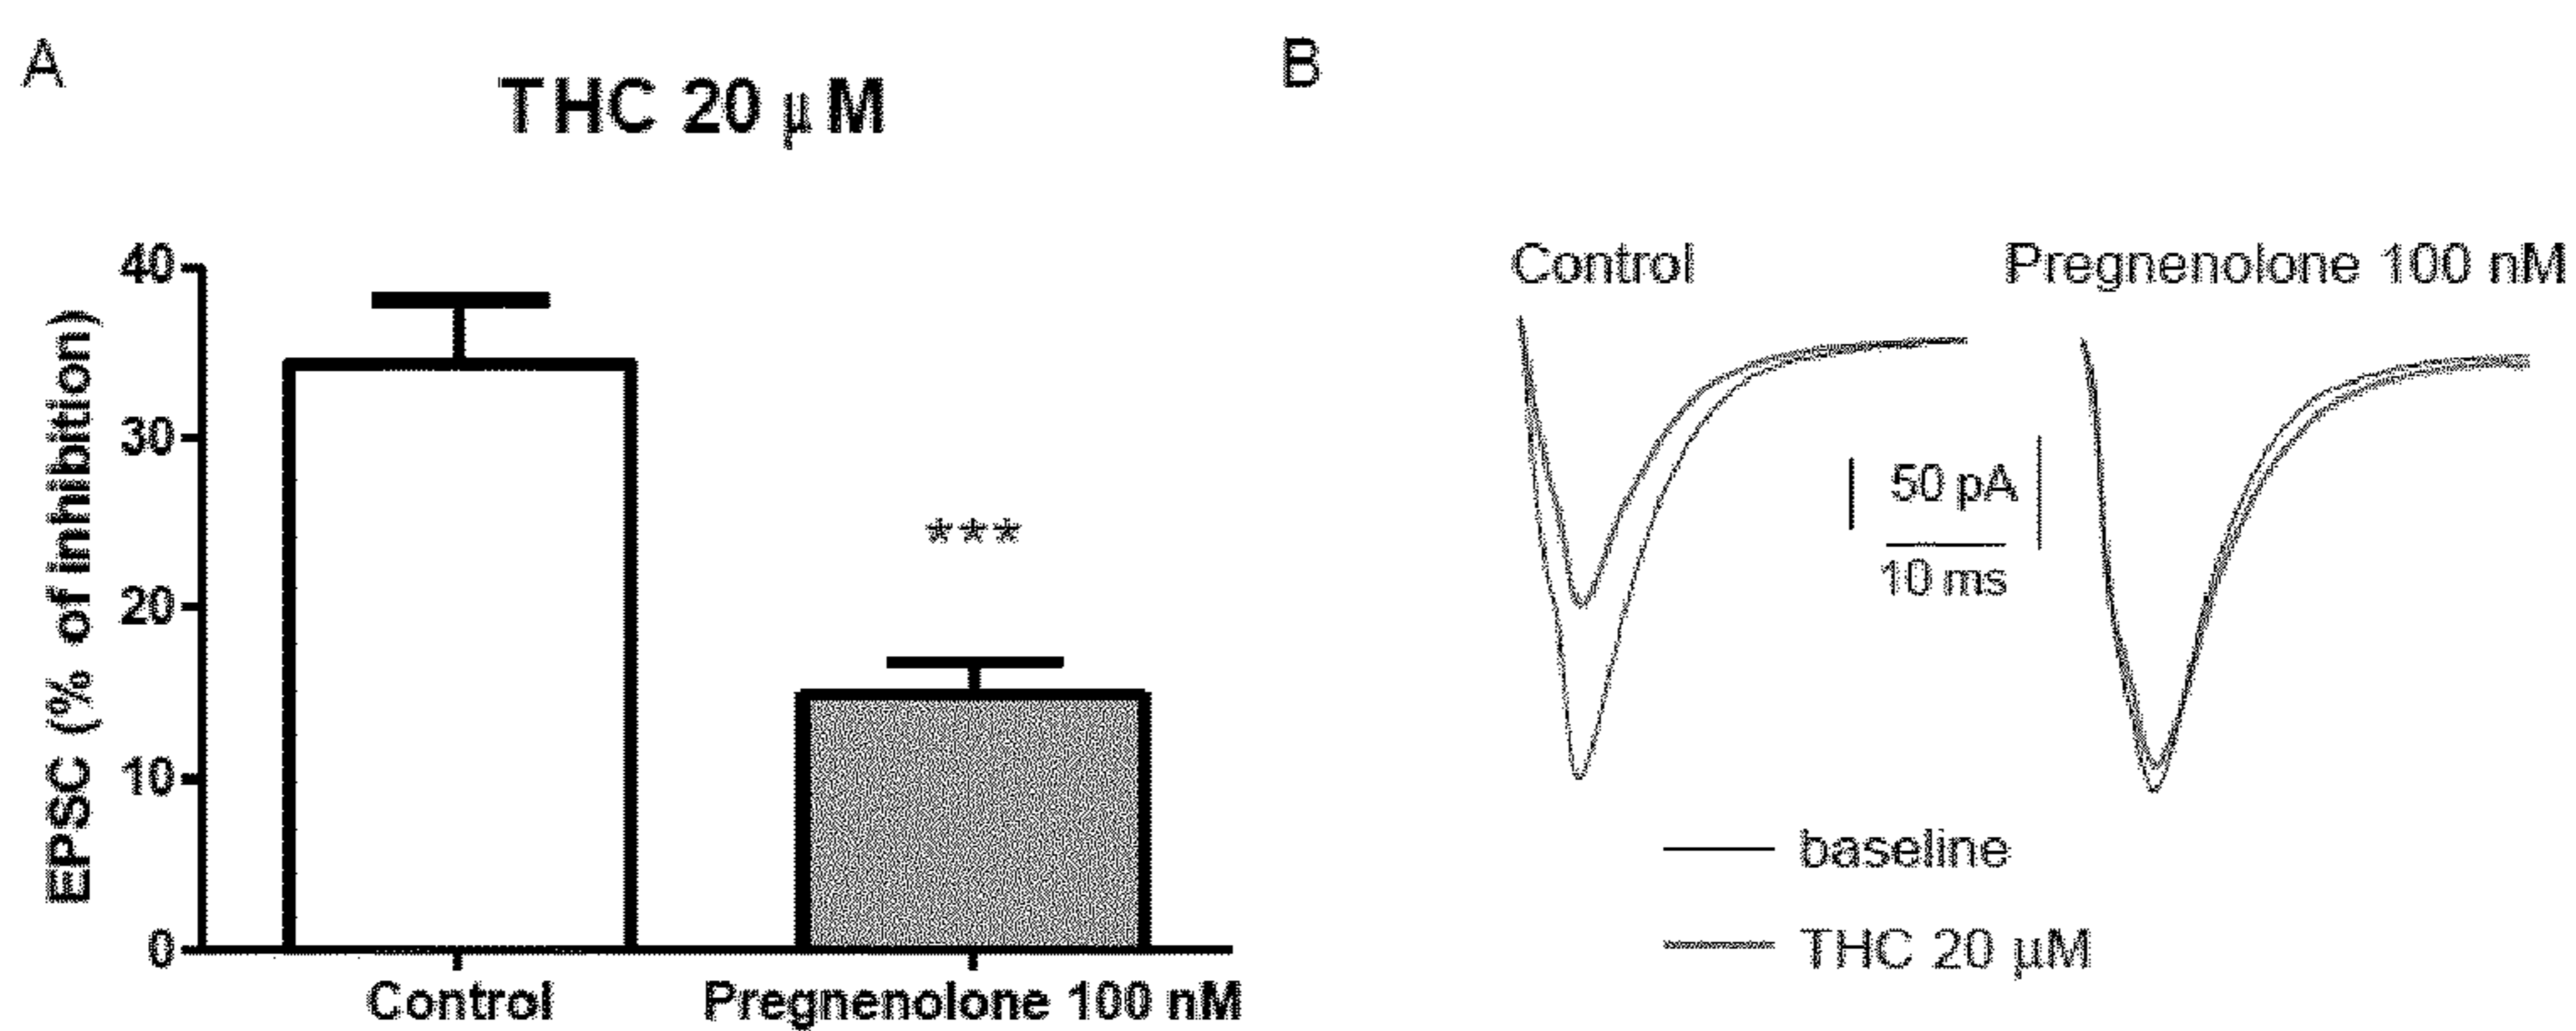 A
THC 20 μM
40
30
20
10
0
EPSC (% of inhibition)
***
Control
Pregnenolone 100 nM
B
Control
Pregnenolone 100 nM
50 pA
10 ms
baseline
THC 20 μM